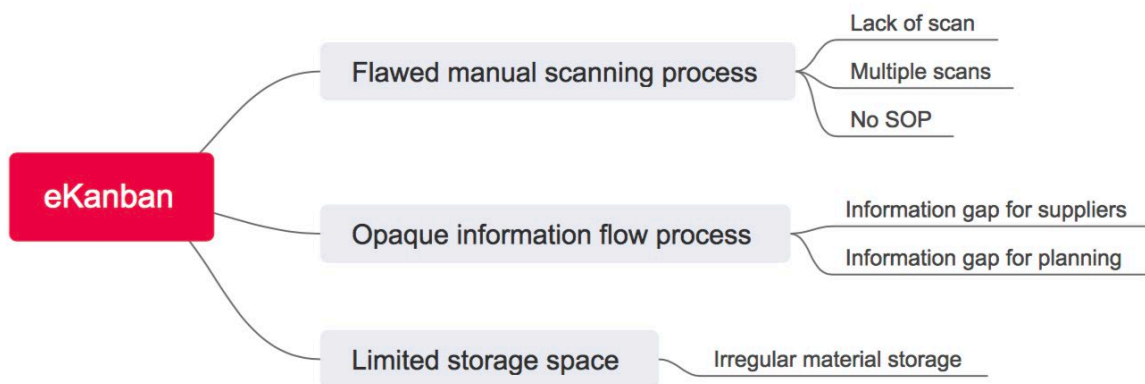 eKanban
Flawed manual scanning process
Lack of scan
Multiple scans
No SOP
Opaque information flow process
Information gap for suppliers
Information gap for planning
Limited storage space
Irregular material storage